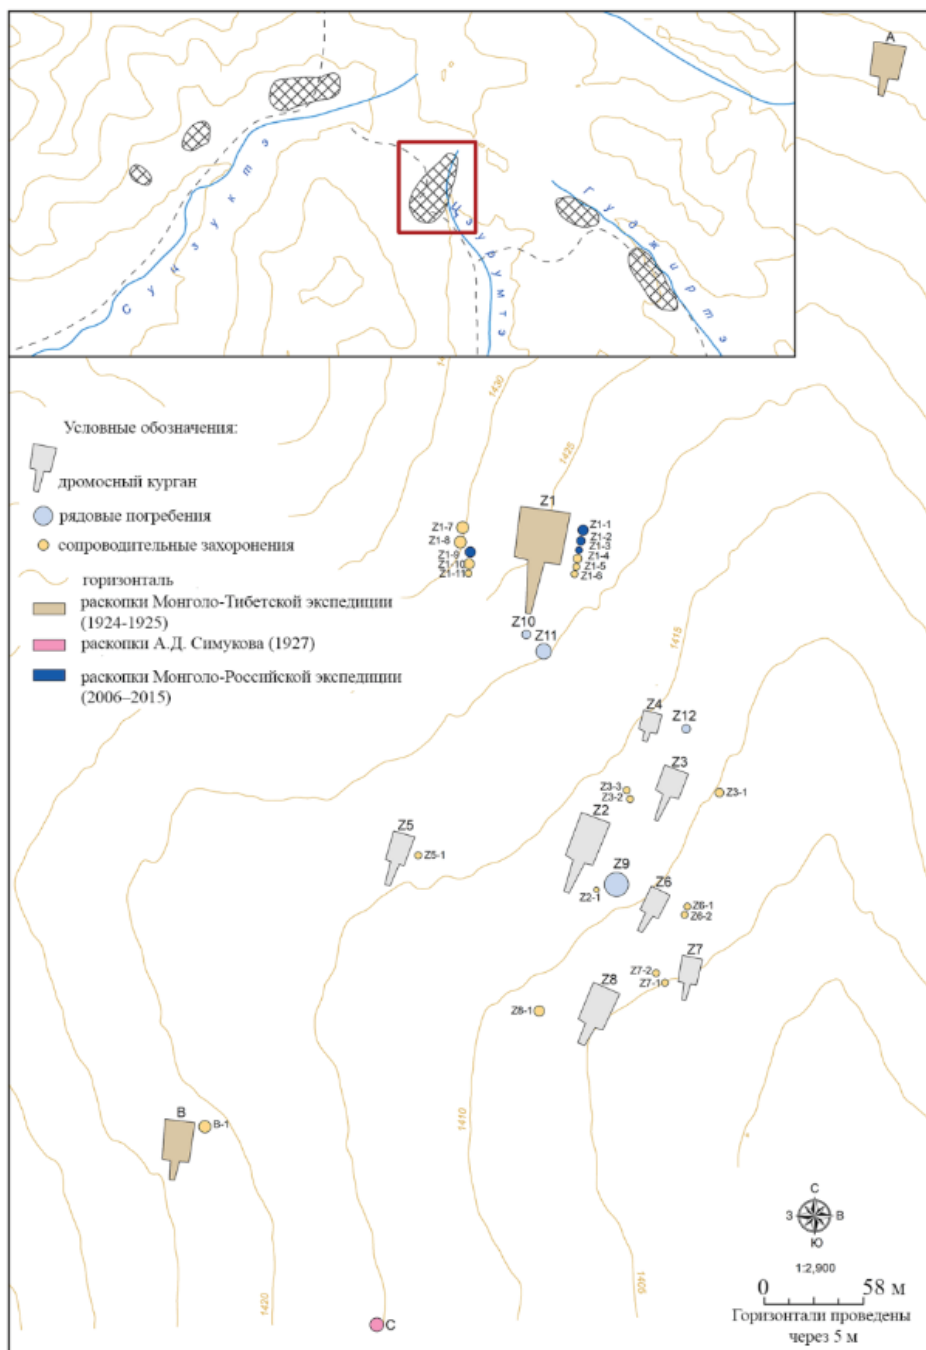 А
Сунзуктэ
Цзурумтэ
Гуджиртэ
1430
1425
Условные обозначения:
дромосный курган
рядовые погребения
сопроводительные захоронения
горизонталь
раскопки Монголо-Тибетской экспедиции
(1924-1925)
раскопки А.Д. Симукова (1927)
раскопки Монголо-Российской экспедиции
(2006–2015)
Z1
Z1-7
Z1-8
Z1-9
Z1-10
Z1-11
Z1-1
Z1-2
Z1-3
Z1-4
Z1-5
Z1-6
Z10
Z11
1415
Z4
Z12
Z3
Z3-3
Z3-2
Z3-1
Z2
Z5
Z5-1
Z9
Z2-1
Z6
Z6-1
Z6-2
Z7
Z7-2
Z7-1
Z8
Z8-1
B
B-1
1410
1405
1420
C
С
З
В
Ю
1:2,900
0 58 м
Горизонтали проведены
через 5 м